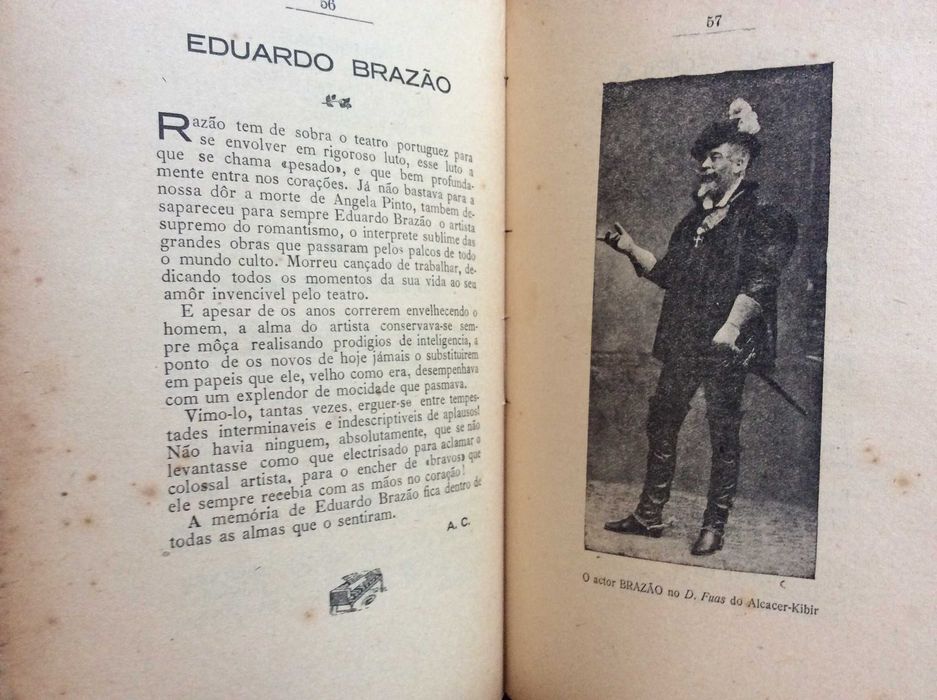 56
EDUARDO BRAZÃO
Razão tem de sobra o teatro portuguez para
se envolver em rigoroso luto, esse luto a
que se chama «pesado», e que bem profunda-
mente entra nos corações. Já não bastava para a
nossa dôr a morte de Angela Pinto, tambem de-
sapareceu para sempre Eduardo Brazão o artista
supremo do romantismo, o interprete sublime das
grandes obras que passaram pelos palcos de todo
o mundo culto. Morreu cançado de trabalhar, de-
dicando todos os momentos da sua vida ao seu
amôr invencivel pelo teatro.
E apesar de os anos correrem envelhecendo o
homem, a alma do artista conservava-se sem-
pre môça realisando prodigios de inteligencia, a
ponto de os novos de hoje jámais o substituirem
em papeis que ele, velho como era, desempenhava
com um explendor de mocidade que pasmava.
Vimo-lo, tantas vezes, erguer-se entre tempes-
tades interminaveis e indescriptiveis de aplausos!
Não havia ninguem, absolutamente, que se não
levantasse como que electrisado para aclamar o
colossal artista, para o encher de «bravos» que
ele sempre recebia com as mãos no coração!
A memória de Eduardo Brazão fica dentro de
todas as almas que o sentiram.
A. C.
57
C
O actor BRAZÃO no D. Fuas do Alcacer-Kibir